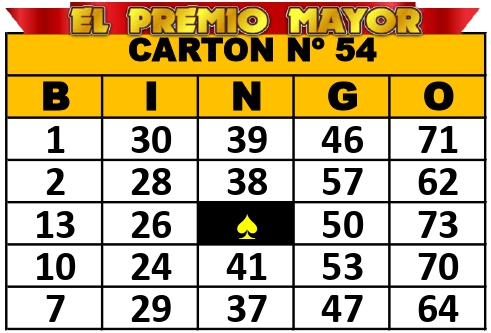 EL PREMIO MAYOR
CARTON Nº 54
B I N G O
1 30 39 46 71
2 28 38 57 62
13 26 ♠ 50 73
10 24 41 53 70
7 29 37 47 64